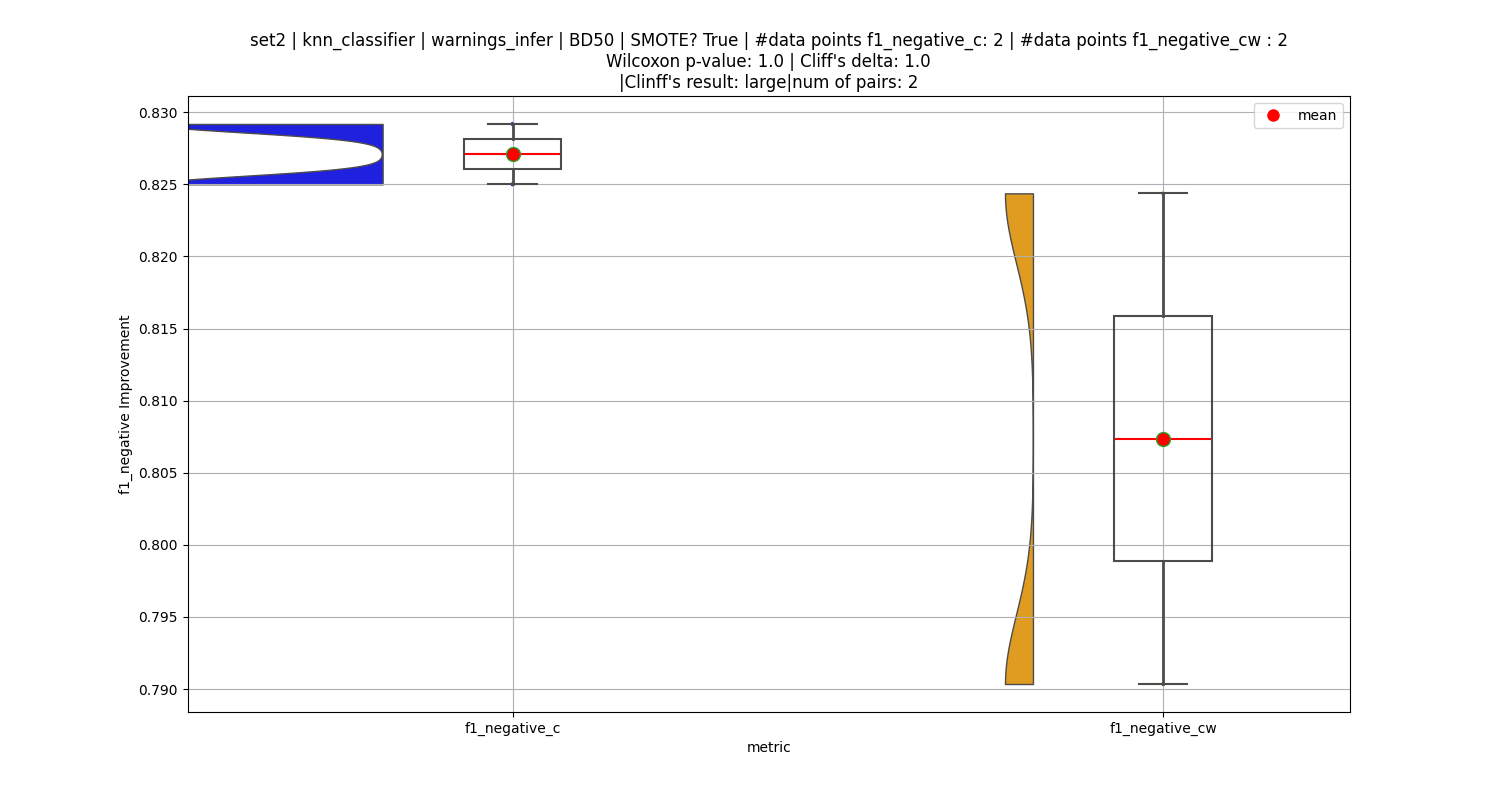 set2 | knn_classifier | warnings_infer | BD50 | SMOTE? True | #data points f1_negative_c: 2 | #data points f1_negative_cw : 2
Wilcoxon p-value: 1.0 | Cliff's delta: 1.0
|Clinff's result: large|num of pairs: 2
mean
0.830
0.825
0.820
0.815
0.810
0.805
0.800
0.795
0.790
f1_negative Improvement
f1_negative_c
f1_negative_cw
metric